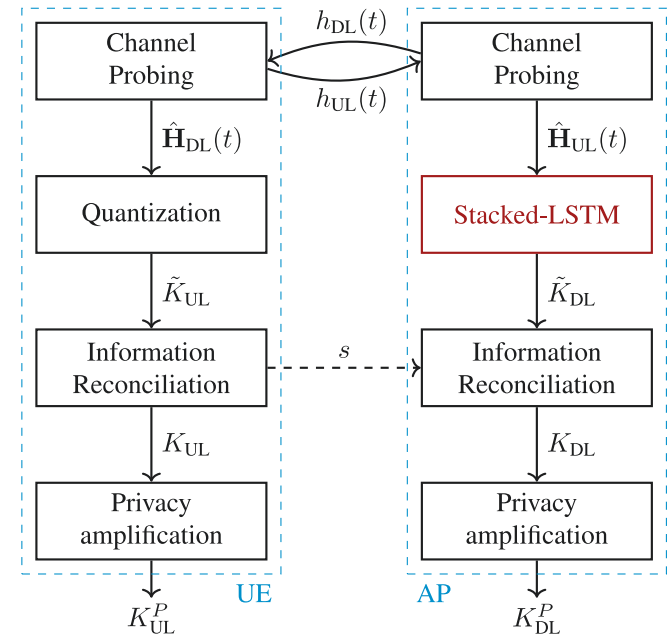 h_DL(t)
Channel
Probing
h_UL(t)
Channel
Probing
Ĥ_DL(t)
Ĥ_UL(t)
Quantization
Stacked-LSTM
K̃_UL
K̃_DL
Information
Reconciliation
s
Information
Reconciliation
K_UL
K_DL
Privacy
amplification
Privacy
amplification
UE
AP
K^P_UL
K^P_DL